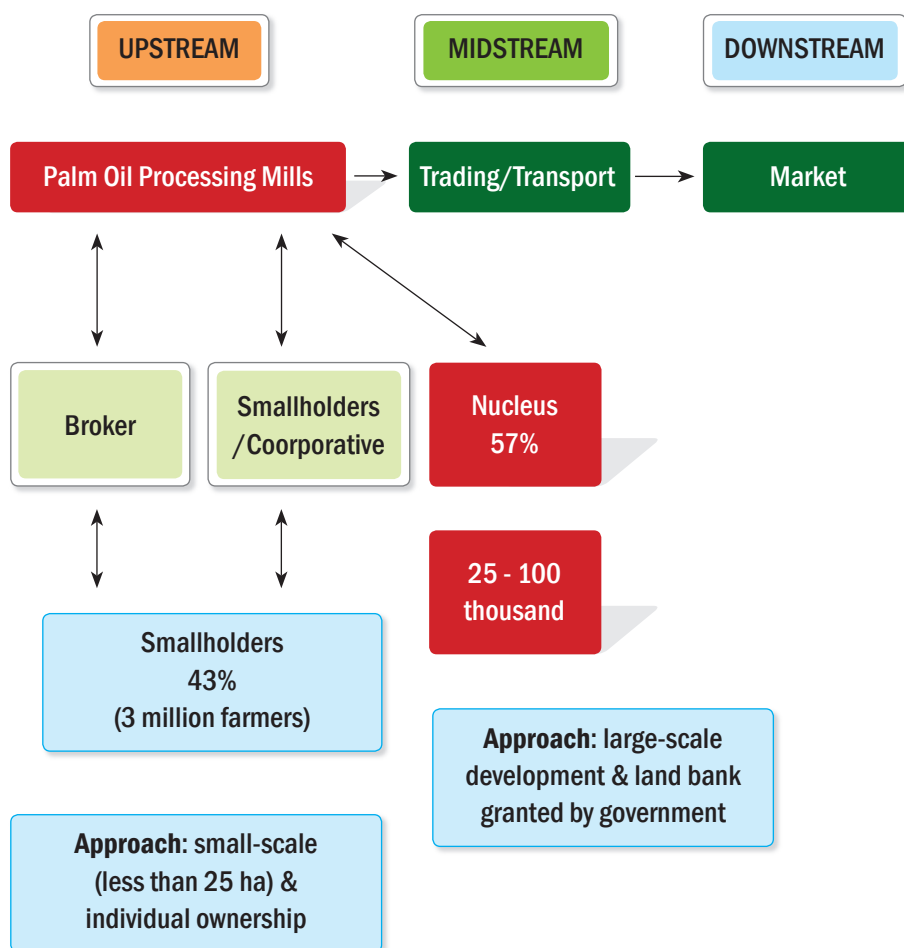 UPSTREAM
MIDSTREAM
DOWNSTREAM
Palm Oil Processing Mills
Trading/Transport
Market
Broker
Smallholders
/Coorporative
Nucleus
57%
25 - 100
thousand
Smallholders
43%
(3 million farmers)
Approach: large-scale
development & land bank
granted by government
Approach: small-scale
(less than 25 ha) &
individual ownership